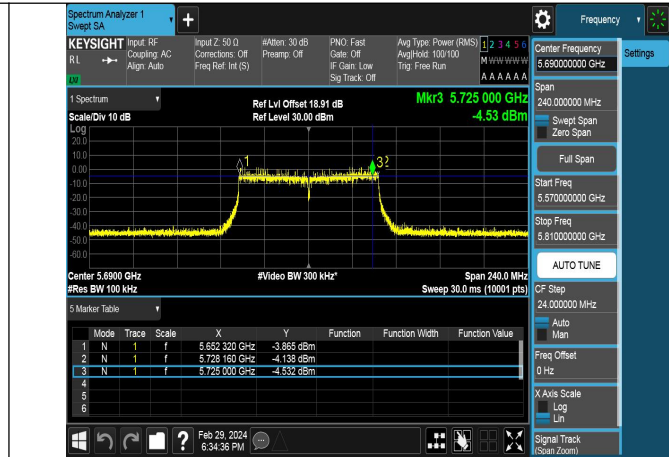 Spectrum Analyzer 1
Swept SA
Frequency
KEYSIGHT
Input: RF
Input Z: 50 Ω
#Atten: 30 dB
PNO: Fast
Avg Type: Power (RMS)
1 2 3 4 5 6
R L
Coupling: AC
Corrections: Off
Preamp: Off
Gate: Off
Avg|Hold: 100/100
M W W W W W
Align: Auto
Freq Ref: Int (S)
IF Gain: Low
Trig: Free Run
Sig Track: Off
A A A A A A
LXI
Center Frequency
5.690000000 GHz
Settings
Span
240.000000 MHz
Swept Span
Zero Span
Full Span
Start Freq
5.570000000 GHz
Stop Freq
5.810000000 GHz
AUTO TUNE
CF Step
24.000000 MHz
Auto
Man
Freq Offset
0 Hz
X Axis Scale
Log
Lin
Signal Track
(Span Zoom)
1 Spectrum
Ref Lvl Offset 18.91 dB
Mkr3 5.725 000 GHz
Scale/Div 10 dB
Ref Level 30.00 dBm
-4.53 dBm
Log
20.0
10.0
0.00
-10.0
-20.0
-30.0
-40.0
-50.0
-60.0
1
3
2
Center 5.6900 GHz
#Video BW 300 kHz*
Span 240.0 MHz
#Res BW 100 kHz
Sweep 30.0 ms (10001 pts)
5 Marker Table
Mode Trace Scale X Y Function Function Width Function Value
1 N 1 f 5.652 320 GHz -3.865 dBm
2 N 1 f 5.728 160 GHz -4.138 dBm
3 N 1 f 5.725 000 GHz -4.532 dBm
4
5
6
?
Feb 29, 2024
6:34:36 PM